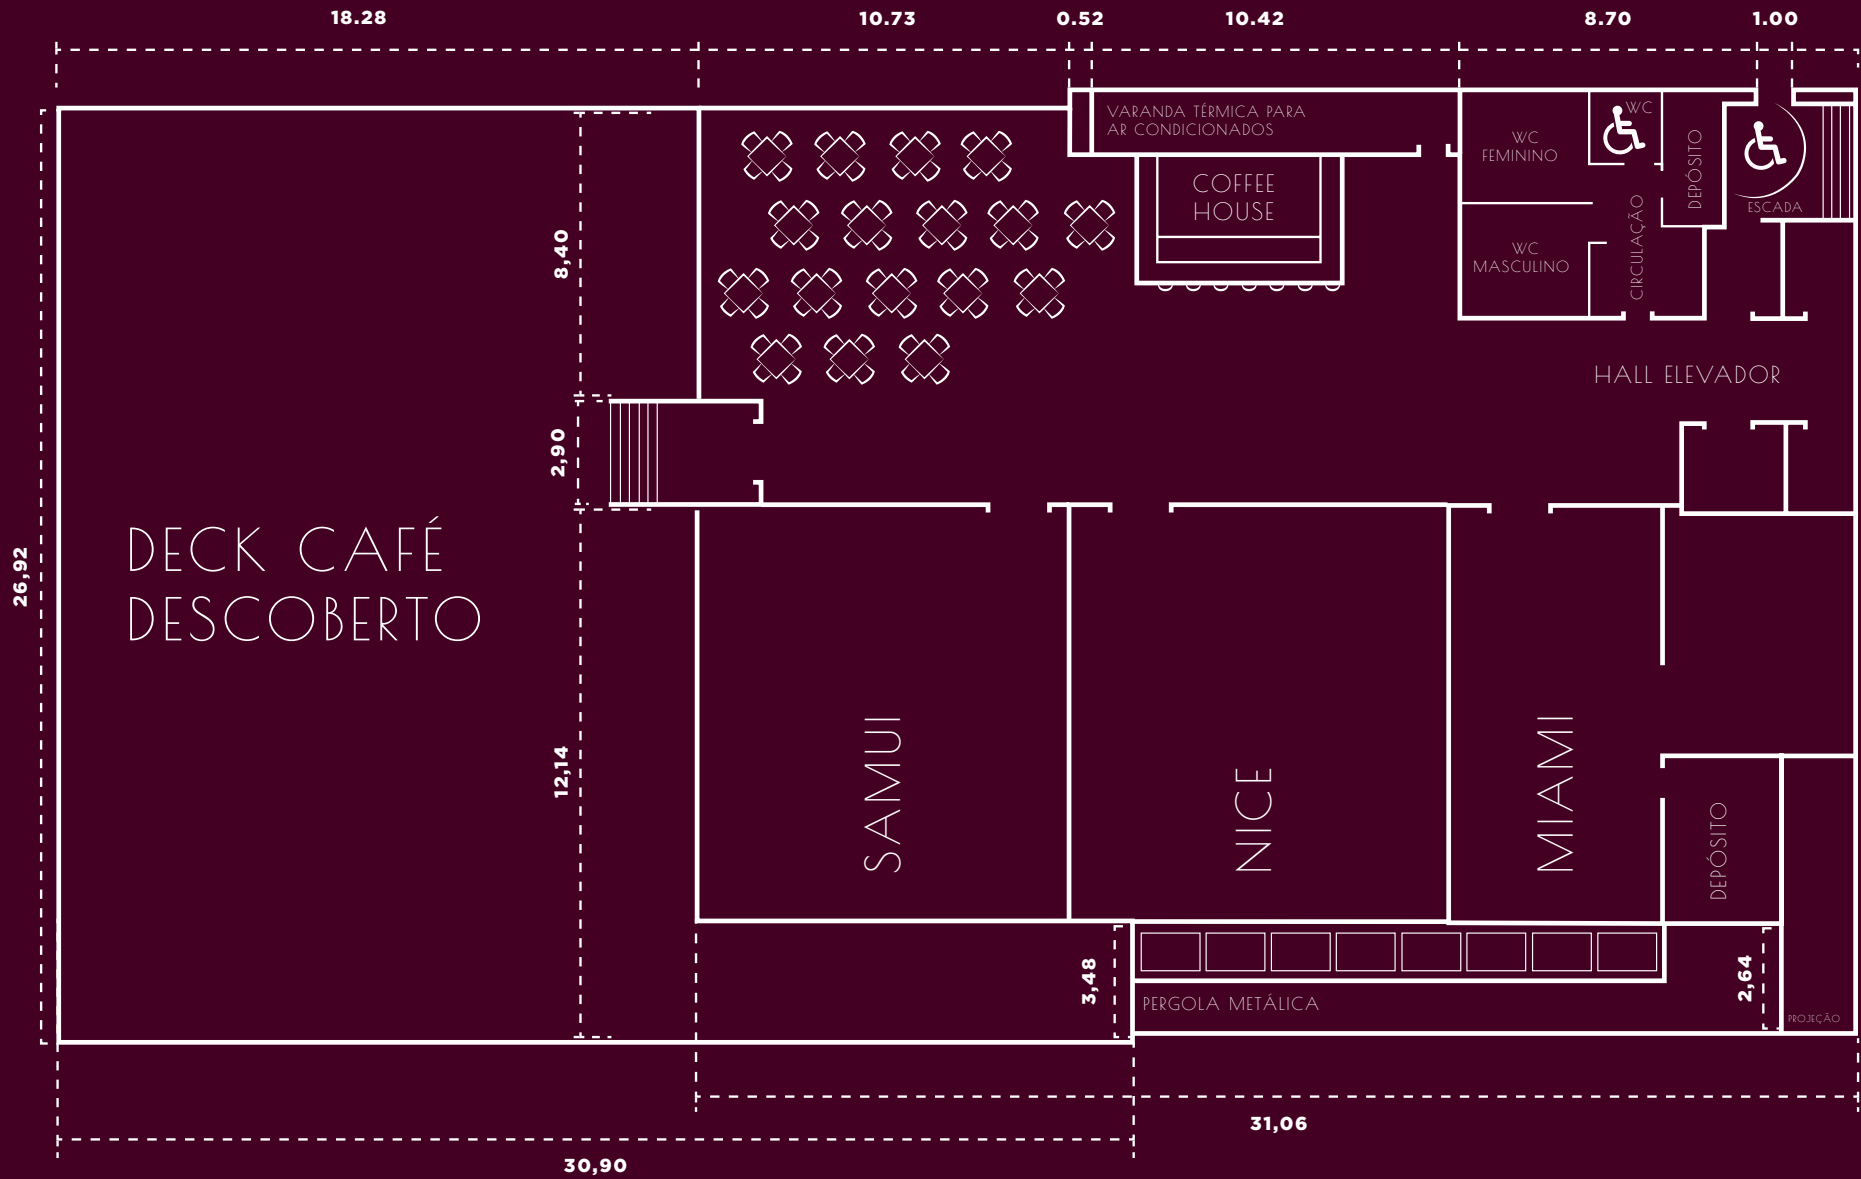 18.28
10.73
0.52
10.42
8.70
1.00
VARANDA TÉRMICA PARA
AR CONDICIONADOS
WC
FEMININO
WC
DEPÓSITO
ESCADA
COFFEE
HOUSE
WC
MASCULINO
CIRCULAÇÃO
8,40
HALL ELEVADOR
2,90
DECK CAFÉ
DESCOBERTO
26,92
12,14
SAMUI
NICE
MIAMI
DEPÓSITO
3,48
2,64
PERGOLA METÁLICA
PROJEÇÃO
31,06
30,90